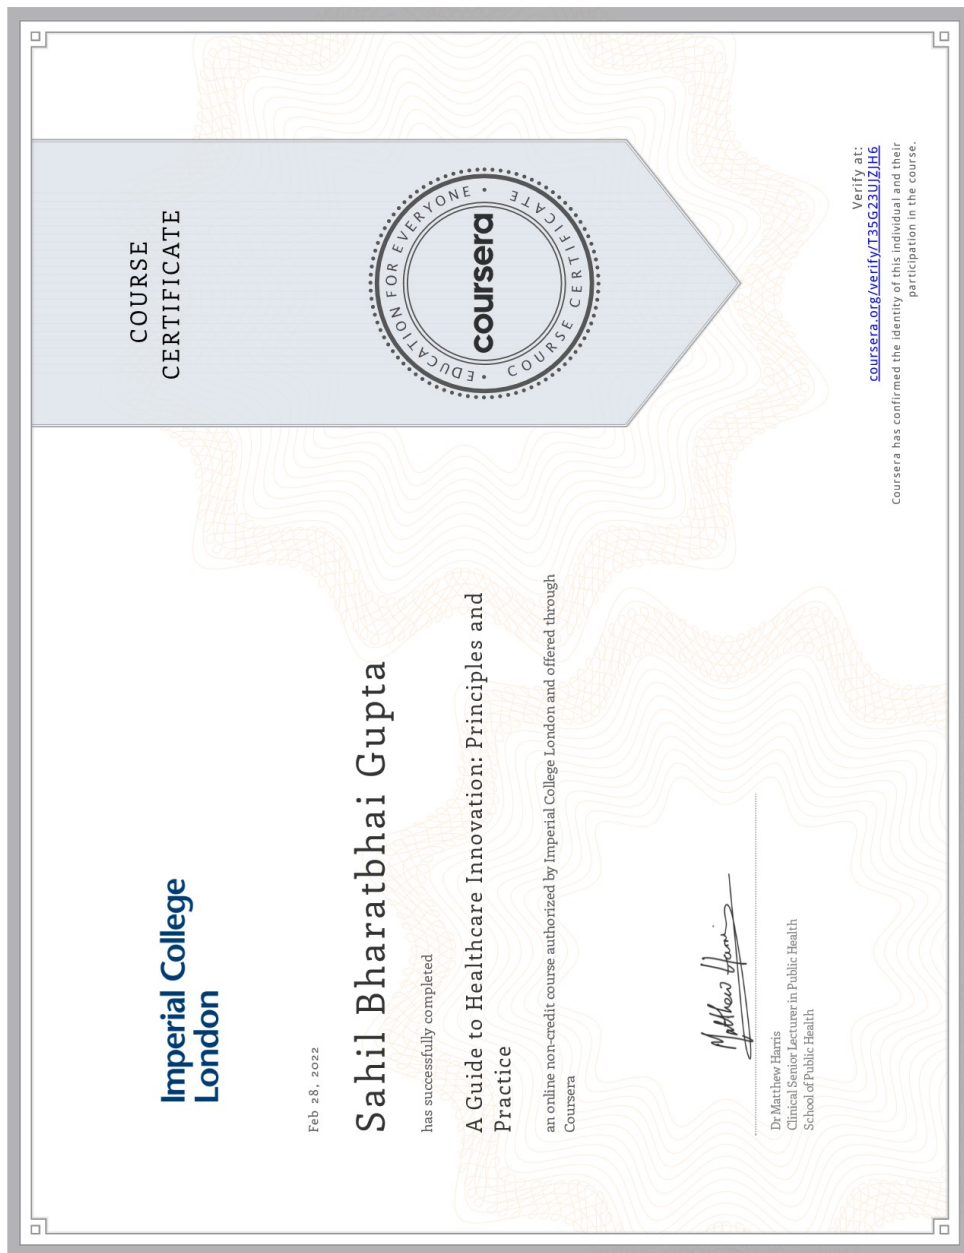 Imperial College
London
Feb 28, 2022
Sahil Bharatbhai Gupta
has successfully completed
A Guide to Healthcare Innovation: Principles and
Practice
an online non-credit course authorized by Imperial College London and offered through
Coursera
Matthew Harris
Dr Matthew Harris
Clinical Senior Lecturer in Public Health
School of Public Health
COURSE
CERTIFICATE
EDUCATION FOR EVERYONE •
coursera
COURSE CERTIFICATE •
Verify at:
coursera.org/verify/T35G23UJZJH6
Coursera has confirmed the identity of this individual and their
participation in the course.